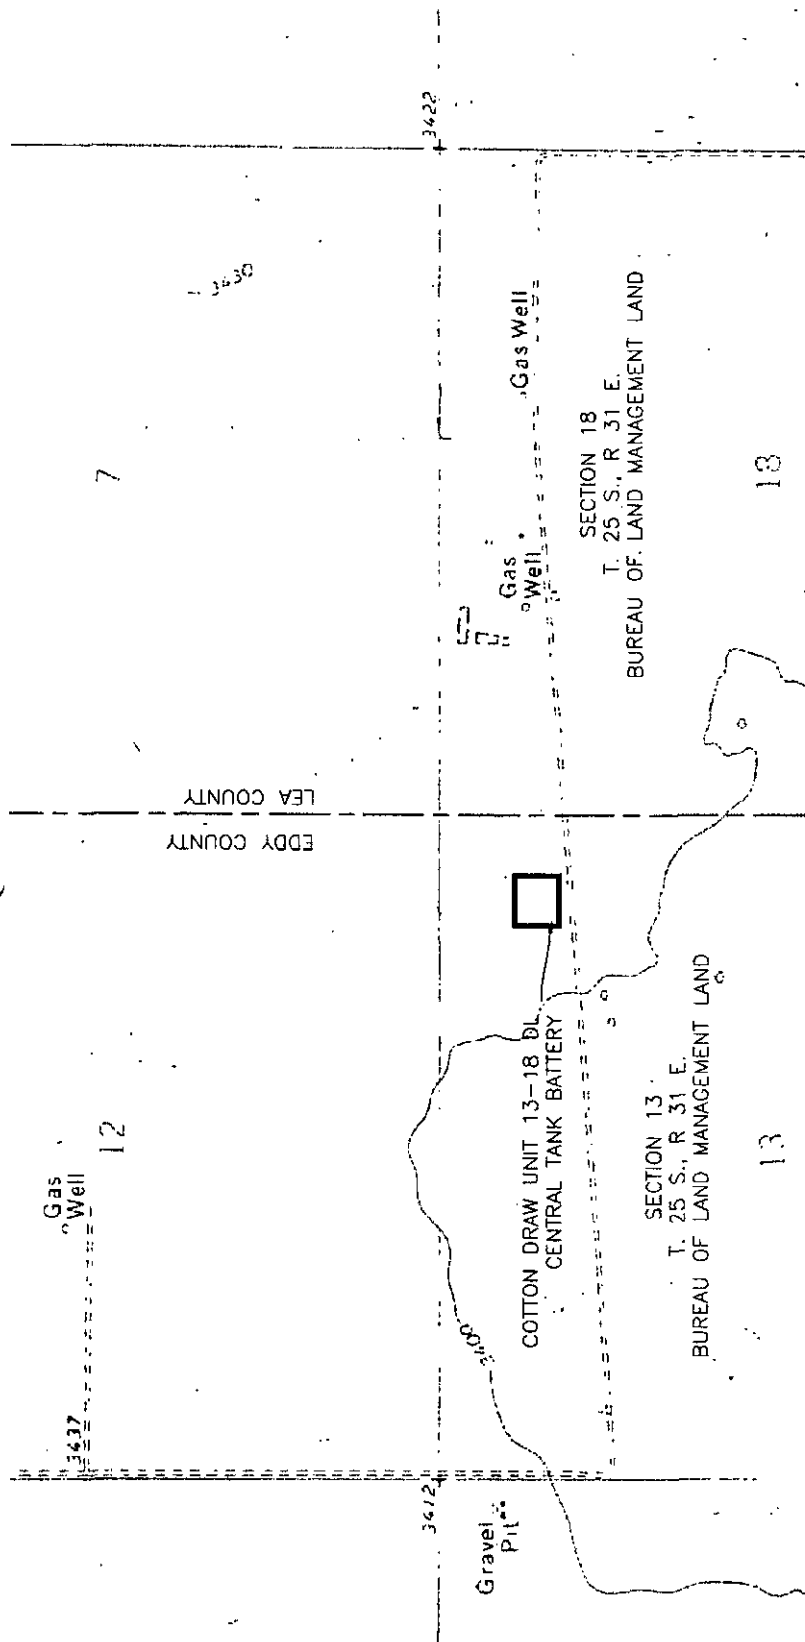 3422
3430
7
Gas Well
Gas
Well
SECTION 18
T. 25 S., R 31 E.
BUREAU OF LAND MANAGEMENT LAND
18
LEA COUNTY
EDDY COUNTY
12
Gas
Well
3437
COTTON DRAW UNIT 13-18 DL
CENTRAL TANK BATTERY
SECTION 13
T. 25 S., R 31 E.
BUREAU OF LAND MANAGEMENT LAND
13
3400
3412
Gravel
Pit